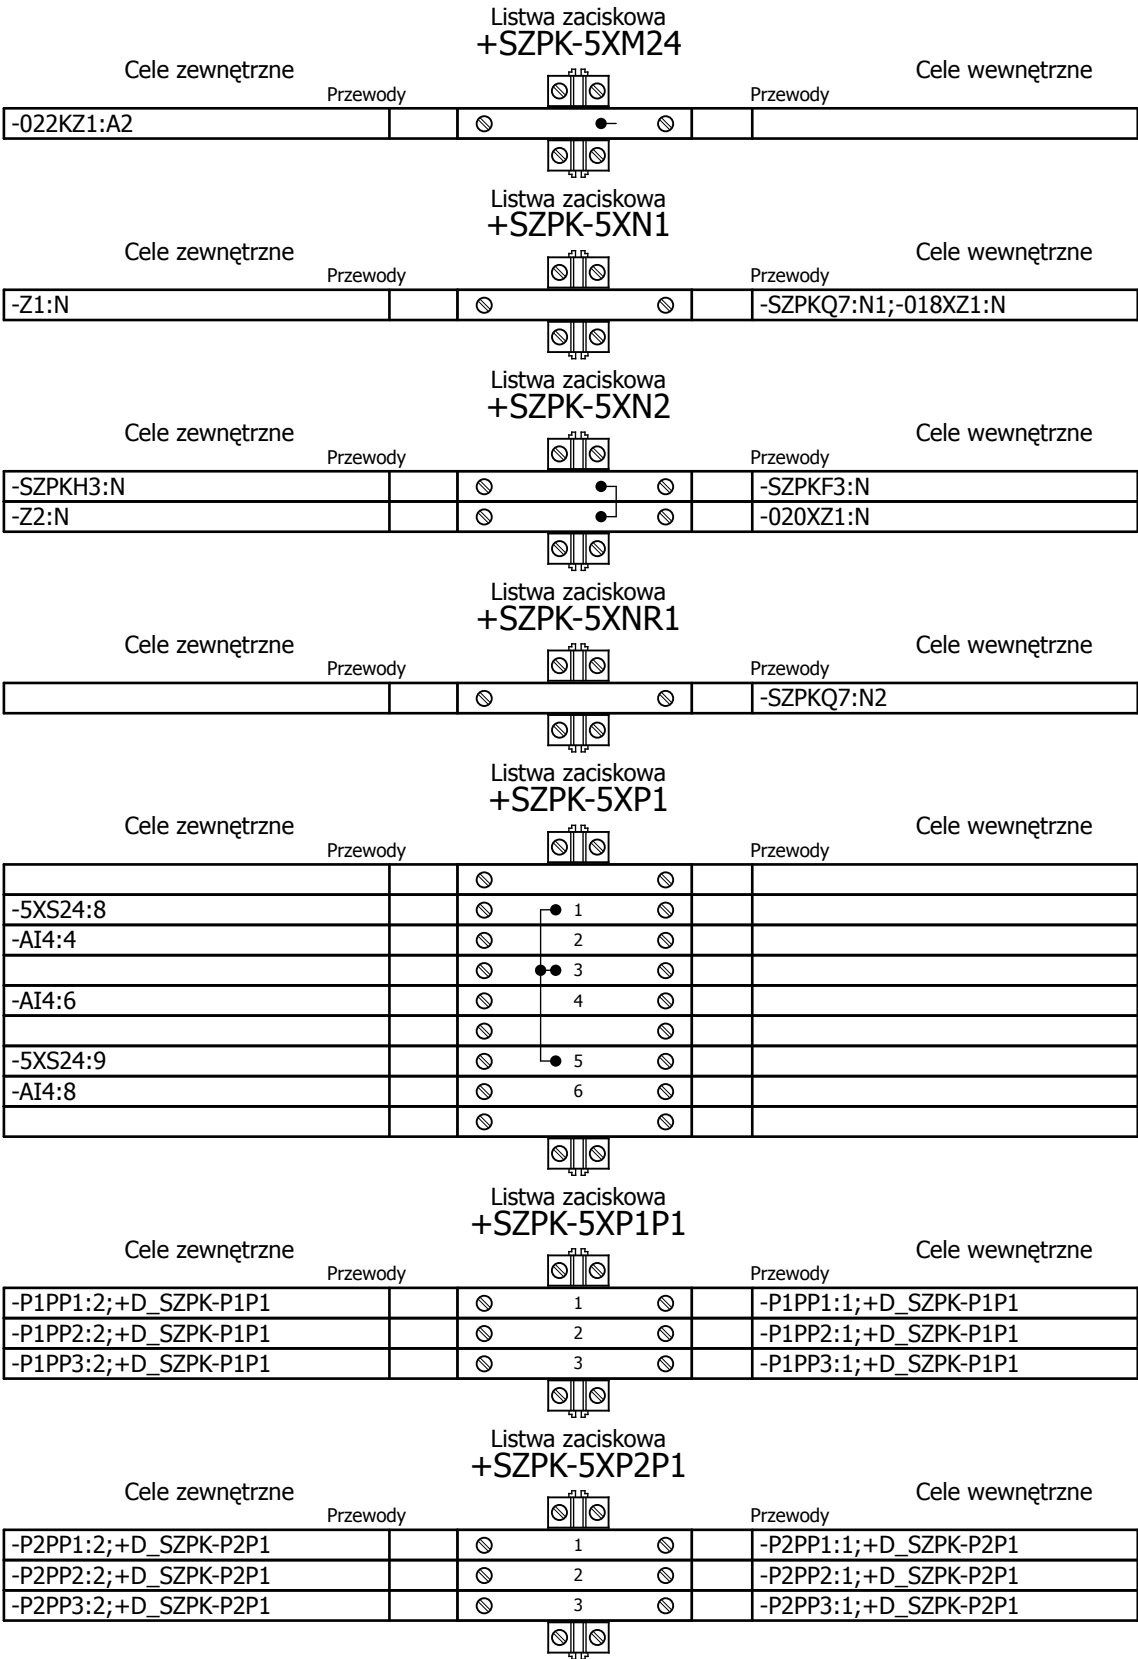 Listwa zaciskowa
+SZPK-5XM24
Cele zewnętrzne Cele wewnętrzne
Przewody Przewody
-022KZ1:A2
Listwa zaciskowa
+SZPK-5XN1
Cele zewnętrzne Cele wewnętrzne
Przewody Przewody
-Z1:N -SZPKQ7:N1;-018XZ1:N
Listwa zaciskowa
+SZPK-5XN2
Cele zewnętrzne Cele wewnętrzne
Przewody Przewody
-SZPKH3:N -SZPKF3:N
-Z2:N -020XZ1:N
Listwa zaciskowa
+SZPK-5XNR1
Cele zewnętrzne Cele wewnętrzne
Przewody Przewody
-SZPKQ7:N2
Listwa zaciskowa
+SZPK-5XP1
Cele zewnętrzne Cele wewnętrzne
Przewody Przewody
-5XS24:8 1
-AI4:4 2
3
-AI4:6 4
-5XS24:9 5
-AI4:8 6
Listwa zaciskowa
+SZPK-5XP1P1
Cele zewnętrzne Cele wewnętrzne
Przewody Przewody
-P1PP1:2;+D_SZPK-P1P1 1 -P1PP1:1;+D_SZPK-P1P1
-P1PP2:2;+D_SZPK-P1P1 2 -P1PP2:1;+D_SZPK-P1P1
-P1PP3:2;+D_SZPK-P1P1 3 -P1PP3:1;+D_SZPK-P1P1
Listwa zaciskowa
+SZPK-5XP2P1
Cele zewnętrzne Cele wewnętrzne
Przewody Przewody
-P2PP1:2;+D_SZPK-P2P1 1 -P2PP1:1;+D_SZPK-P2P1
-P2PP2:2;+D_SZPK-P2P1 2 -P2PP2:1;+D_SZPK-P2P1
-P2PP3:2;+D_SZPK-P2P1 3 -P2PP3:1;+D_SZPK-P2P1